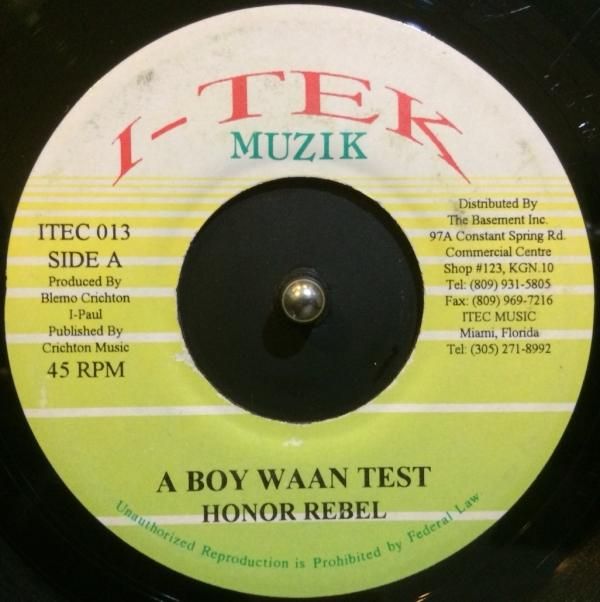 I-TEK
MUZIK
ITEC 013
SIDE A
Produced By
Blemo Crichton
I-Paul
Published By
Crichton Music
45 RPM
Distributed By
The Basement Inc.
97A Constant Spring Rd.
Commercial Centre
Shop #123, KGN.10
Tel: (809) 931-5805
Fax: (809) 969-7216
ITEC MUSIC
Miami, Florida
Tel: (305) 271-8992
A BOY WAAN TEST
HONOR REBEL
Unauthorized Reproduction is Prohibited by Federal Law